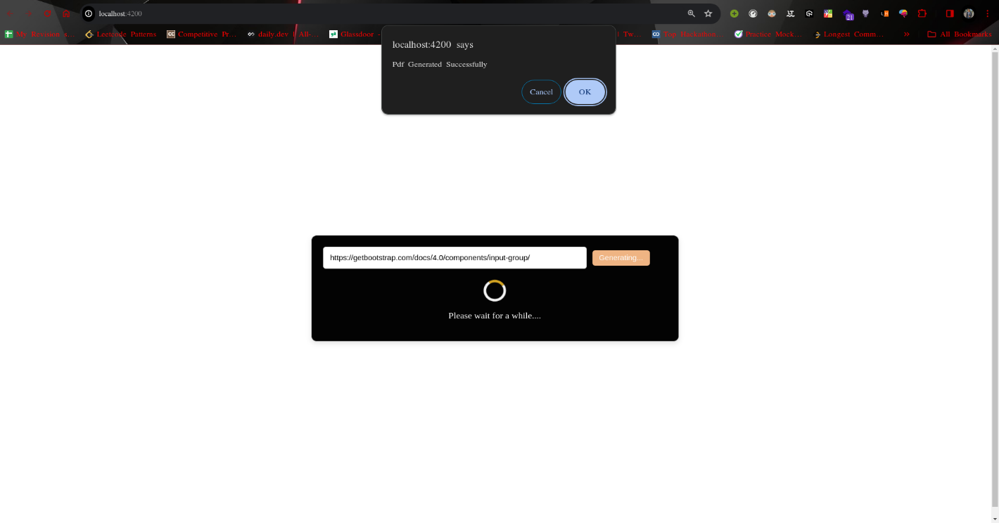 localhost:4200
21
My Revision s...
Leetcode Patterns
Competitive Pr...
daily.dev | All-...
Glassdoor -
| Tw...
Top Hackathon...
Practice Mock...
Longest Comm...
»
All Bookmarks
localhost:4200 says
Pdf Generated Successfully
Cancel
OK
https://getbootstrap.com/docs/4.0/components/input-group/
Generating...
Please wait for a while....